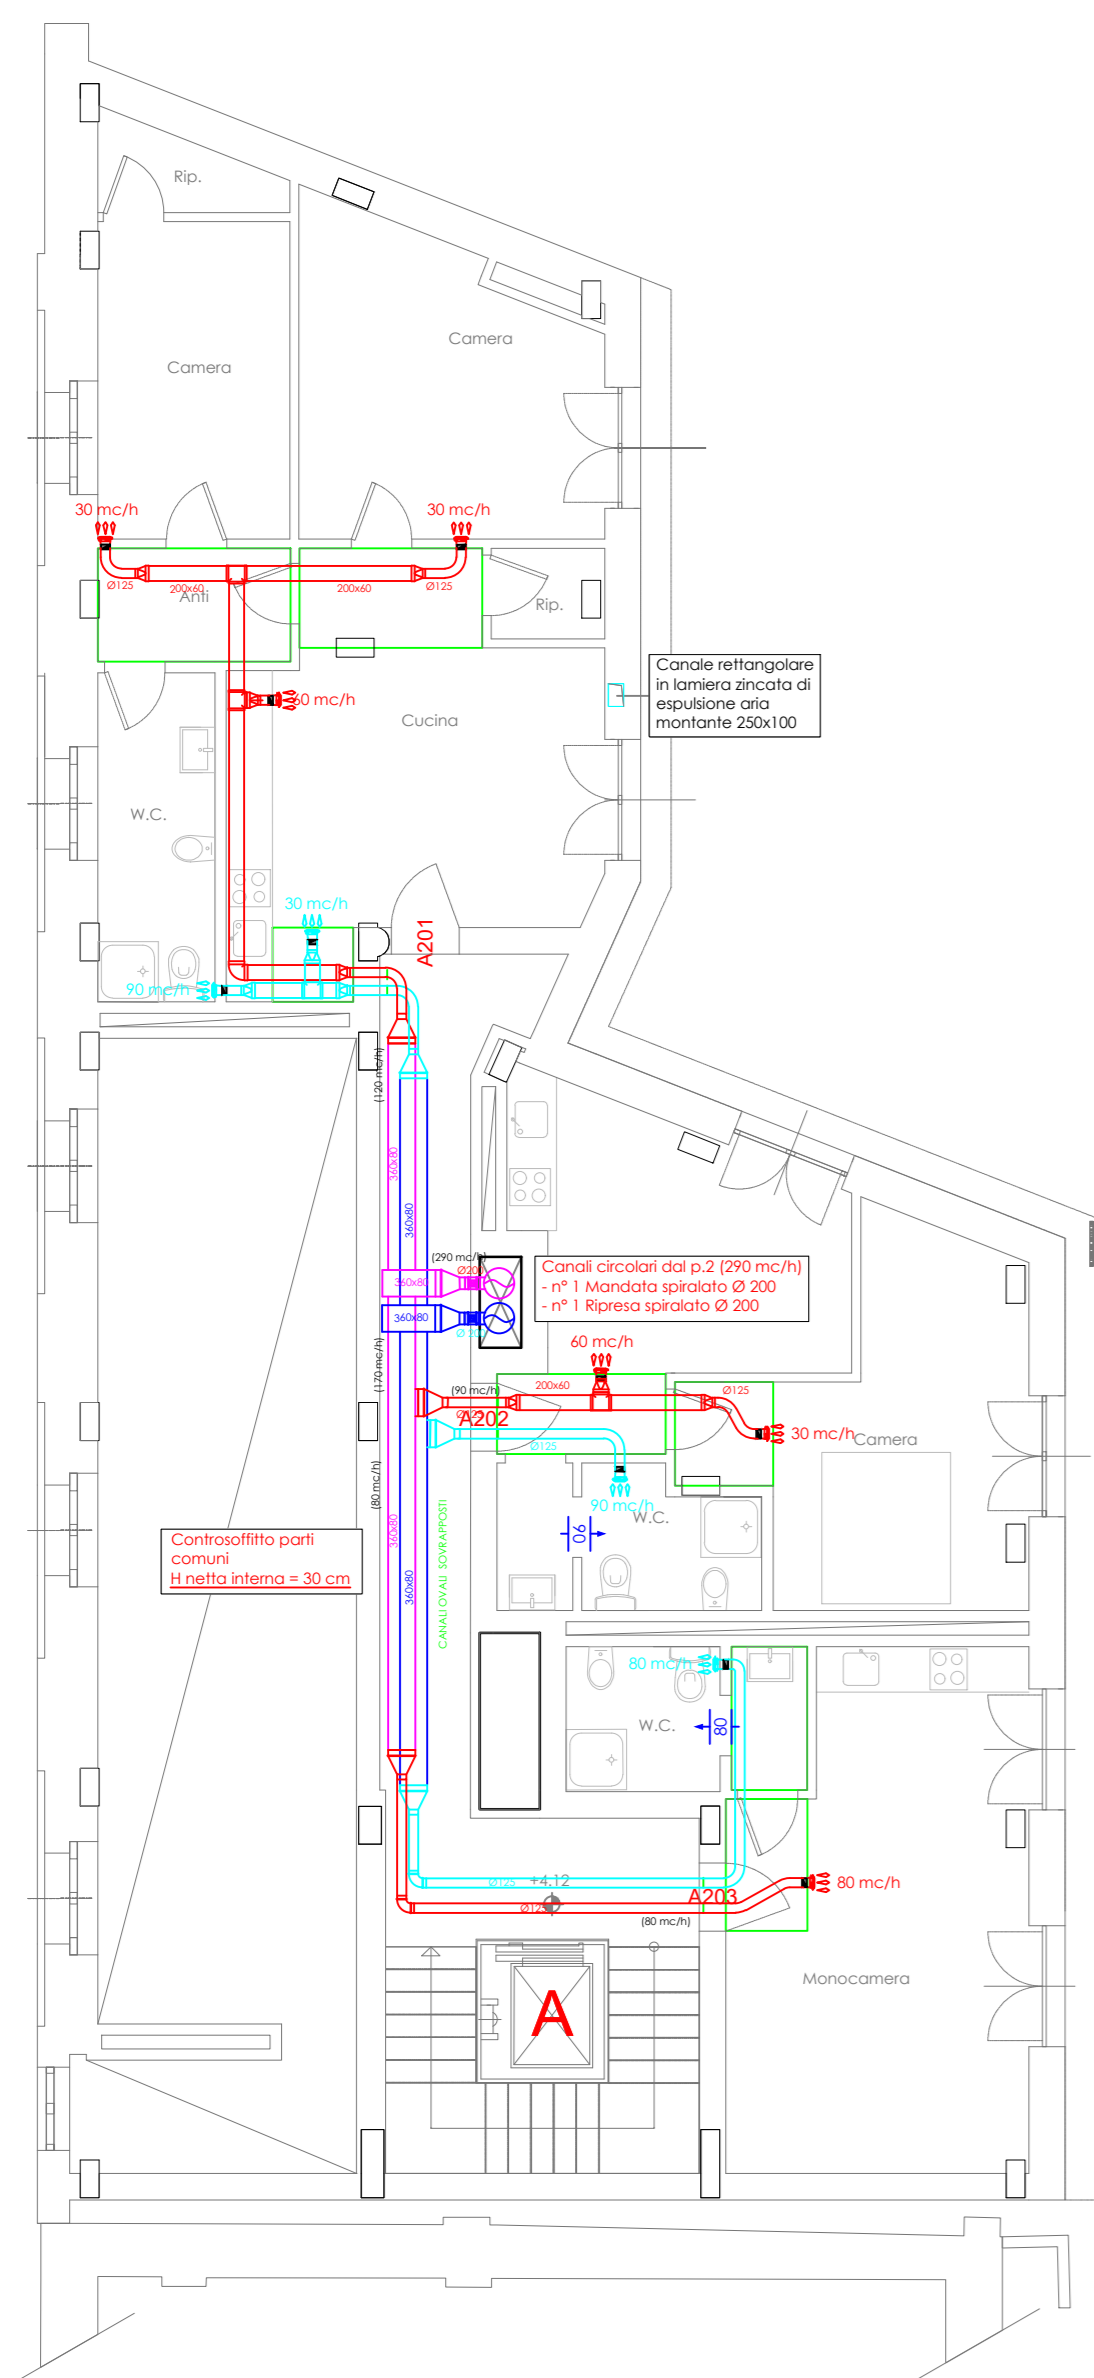 Rip.
Camera
Camera
30 mc/h
30 mc/h
Ø125
200x60
Anti
200x60
Ø125
Rip.
60 mc/h
Cucina
Canale rettangolare
in lamiera zincata di
espulsione aria
montante 250x100
W.C.
30 mc/h
A201
90 mc/h
(120 mc/h)
360x80
360x80
(290 mc/h)
Ø200
360x80
Canali circolari dal p.2 (290 mc/h)
- n° 1 Mandata spiralato Ø 200
- n° 1 Ripresa spiralato Ø 200
360x80
Ø 200
(170 mc/h)
60 mc/h
(90 mc/h)
200x60
Ø125
Ø125
A202
30 mc/h
Camera
Ø125
90 mc/h
W.C.
90
(80 mc/h)
360x80
360x80
CANALI OVALI SOVRAPPOSTI
Controsoffitto parti
comuni
H netta interna = 30 cm
80 mc/h
W.C.
80
+4.12
Ø125
A203
80 mc/h
Ø125
(80 mc/h)
Monocamera
A